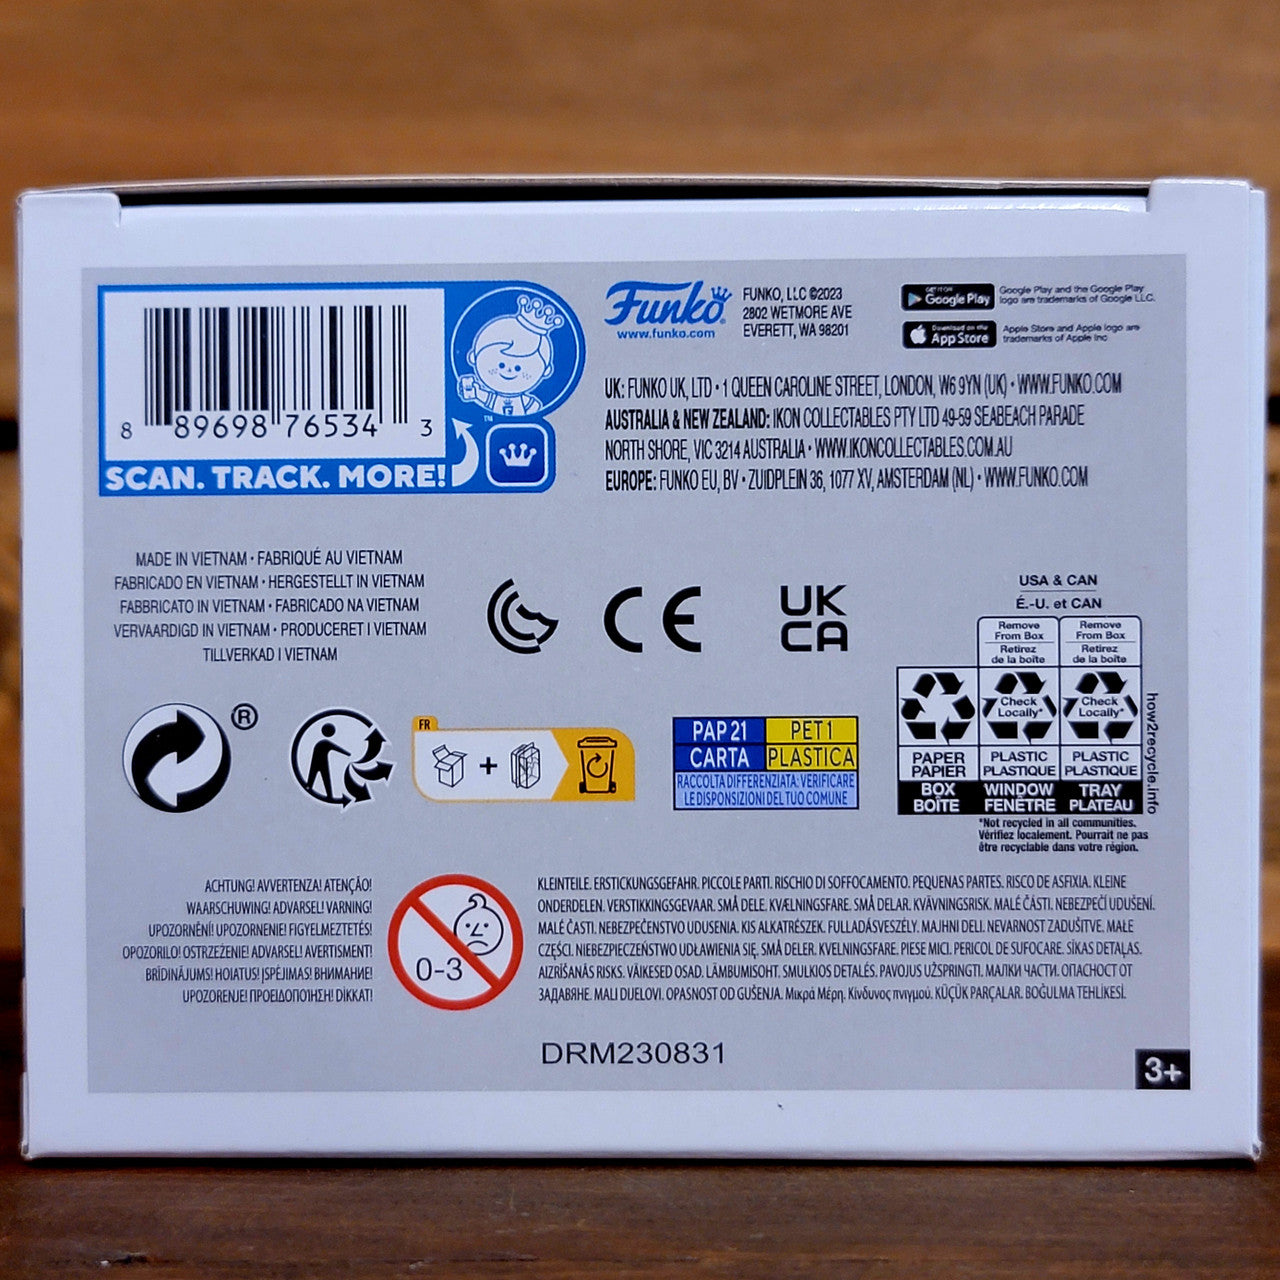 8 89698 76534 3
SCAN. TRACK. MORE!
™
Funko
www.funko.com
FUNKO, LLC ©2023
2802 WETMORE AVE
EVERETT, WA 98201
GET IT ON
Google Play
Google Play and the Google Play
logo are trademarks of Google LLC.
Download on the
App Store
Apple Store and Apple logo are
trademarks of Apple Inc
UK: FUNKO UK, LTD • 1 QUEEN CAROLINE STREET, LONDON, W6 9YN (UK) • WWW.FUNKO.COM
AUSTRALIA & NEW ZEALAND: IKON COLLECTABLES PTY LTD 49-59 SEABEACH PARADE
NORTH SHORE, VIC 3214 AUSTRALIA • WWW.IKONCOLLECTABLES.COM.AU
EUROPE: FUNKO EU, BV • ZUIDPLEIN 36, 1077 XV, AMSTERDAM (NL) • WWW.FUNKO.COM
MADE IN VIETNAM • FABRIQUÉ AU VIETNAM
FABRICADO EN VIETNAM • HERGESTELLT IN VIETNAM
FABBRICATO IN VIETNAM • FABRICADO NA VIETNAM
VERVAARDIGD IN VIETNAM • PRODUCERET I VIETNAM
TILLVERKAD I VIETNAM
CE
UK
CA
USA & CAN
É.-U. et CAN
Remove
From Box
Retirez
de la boîte
Remove
From Box
Retirez
de la boîte
Check
Locally*
Check
Locally*
PAPER
PAPIER
PLASTIC
PLASTIQUE
PLASTIC
PLASTIQUE
BOX
BOÎTE
WINDOW
FENÊTRE
TRAY
PLATEAU
how2recycle.info
*Not recycled in all communities.
Vérifiez localement. Pourrait ne pas
être recyclable dans votre région.
®
FR
+
PAP 21
PET 1
CARTA
PLASTICA
RACCOLTA DIFFERENZIATA: VERIFICARE
LE DISPOSIZIONI DEL TUO COMUNE
ACHTUNG! AVVERTENZA! ATENÇÃO!
WAARSCHUWING! ADVARSEL! VARNING!
UPOZORNĚNÍ! UPOZORNENIE! FIGYELMEZTETÉS!
OPOZORILO! OSTRZEŻENIE! ADVARSEL! AVERTISMENT!
BRĪDINĀJUMS! HOIATUS! ĮSPĖJIMAS! ВНИМАНИЕ!
UPOZORENJE! ΠΡΟΕΙΔΟΠΟΙΗΣΗ! DİKKAT!
0-3
KLEINTEILE. ERSTICKUNGSGEFAHR. PICCOLE PARTI. RISCHIO DI SOFFOCAMENTO. PEQUENAS PARTES. RISCO DE ASFIXIA. KLEINE
ONDERDELEN. VERSTIKKINGSGEVAAR. SMÅ DELE. KVÆLNINGSFARE. SMÅ DELAR. KVÄVNINGSRISK. MALÉ ČÁSTI. NEBEZPEČÍ UDUŠENÍ.
MALÉ ČASTI. NEBEZPEČENSTVO UDUSENIA. KIS ALKATRÉSZEK. FULLADÁSVESZÉLY. MAJHNI DELI. NEVARNOST ZADUŠITVE. MAŁE
CZĘŚCI. NIEBEZPIECZEŃSTWO UDŁAWIENIA SIĘ. SMÅ DELER. KVELNINGSFARE. PIESE MICI. PERICOL DE SUFOCARE. SĪKAS DETAĻAS.
AIZRĪŠANĀS RISKS. VÄIKESED OSAD. LÄMBUMISOHT. SMULKIOS DETALĖS. PAVOJUS UŽSPRINGTI. МАЛКИ ЧАСТИ. ОПАСНОСТ ОТ
ЗАДАВЯНЕ. MALI DIJELOVI. OPASNOST OD GUŠENJA. Μικρά Μέρη. Κίνδυνος πνιγμού. KÜÇÜK PARÇALAR. BOĞULMA TEHLİKESİ.
DRM230831
3+